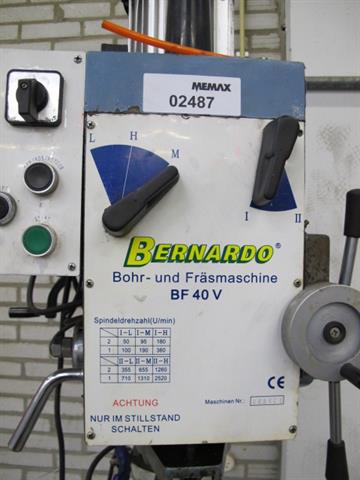 MEMAX
02487
L H M
I II
BERNARDO®
Bohr- und Fräsmaschine
BF 40 V
Spindeldrehzahl(U/min)
I-L I-M I-H
2 50 95 180
1 100 190 360
II-L II-M II-H
2 355 655 1260
1 710 1310 2520
ACHTUNG
NUR IM STILLSTAND
SCHALTEN
CE
Maschinen Nr.: